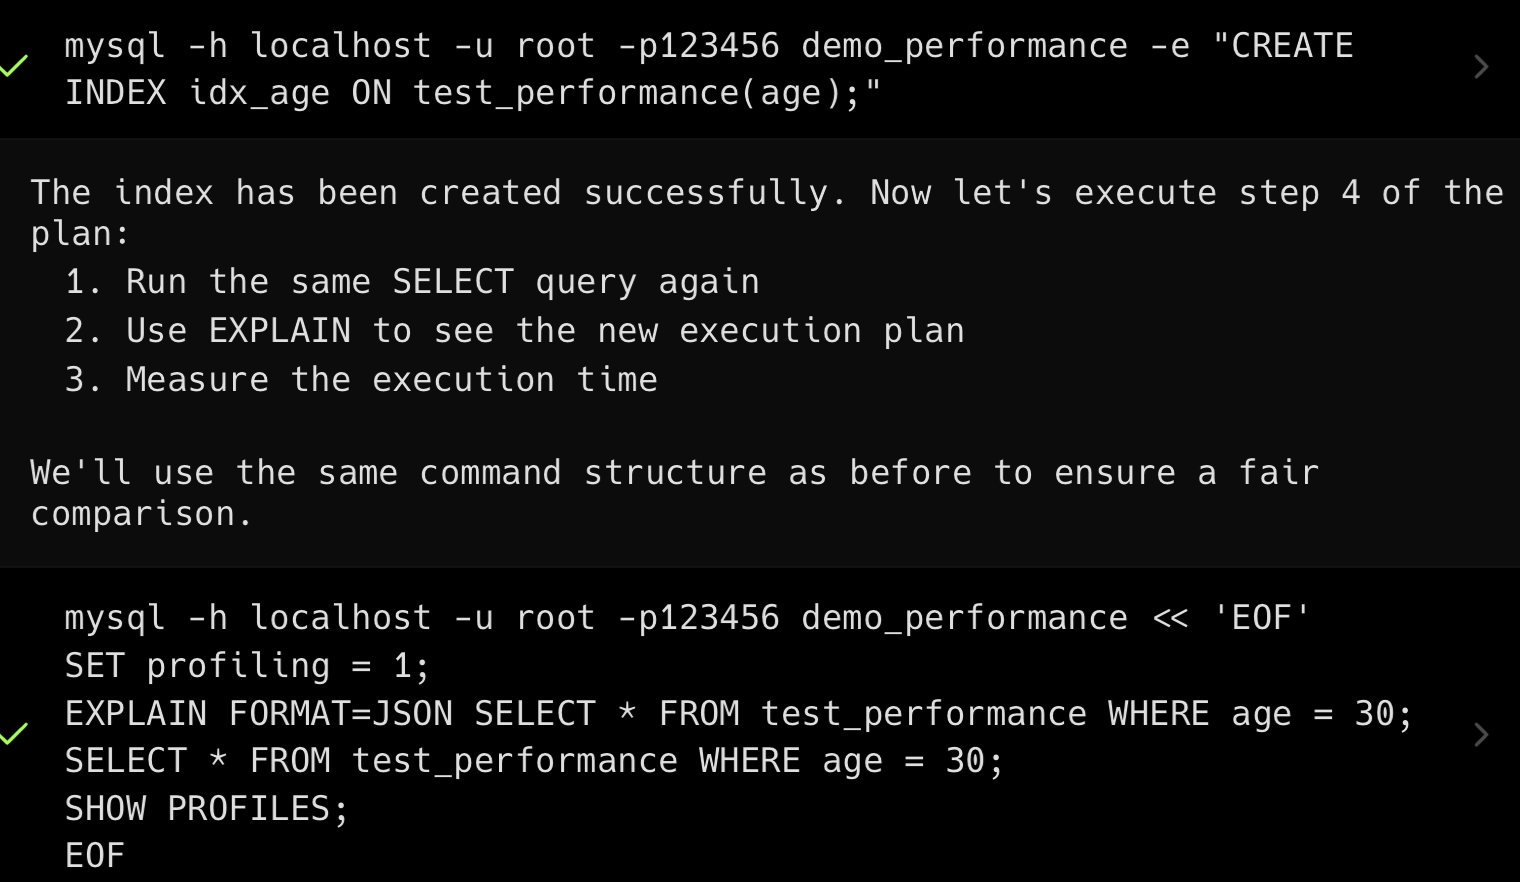 mysql -h localhost -u root -p123456 demo_performance -e "CREATE
INDEX idx_age ON test_performance(age);"
The index has been created successfully. Now let's execute step 4 of the
plan:
1. Run the same SELECT query again
2. Use EXPLAIN to see the new execution plan
3. Measure the execution time
We'll use the same command structure as before to ensure a fair
comparison.
mysql -h localhost -u root -p123456 demo_performance << 'EOF'
SET profiling = 1;
EXPLAIN FORMAT=JSON SELECT * FROM test_performance WHERE age = 30;
SELECT * FROM test_performance WHERE age = 30;
SHOW PROFILES;
EOF